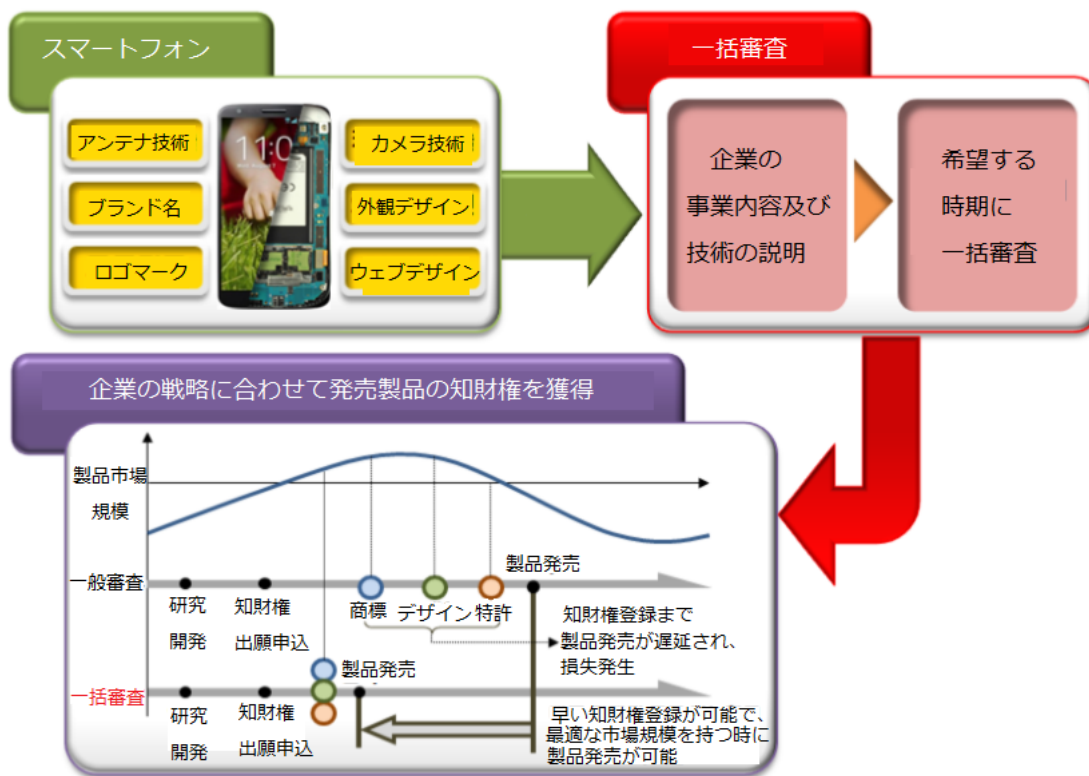 スマートフォン
アンテナ技術
ブランド名
ロゴマーク
11:0
カメラ技術
外観デザイン
ウェブデザイン
一括審査
企業の
事業内容及び
技術の説明
希望する
時期に
一括審査
企業の戦略に合わせて発売製品の知財権を獲得
製品市場
規模
一般審査
研究
開発
知財権
出願申込
商標
デザイン
特許
製品発売
知財権登録まで
製品発売が遅延され、
損失発生
一括審査
研究
開発
知財権
出願申込
製品発売
早い知財権登録が可能で、
最適な市場規模を持つ時に
製品発売が可能